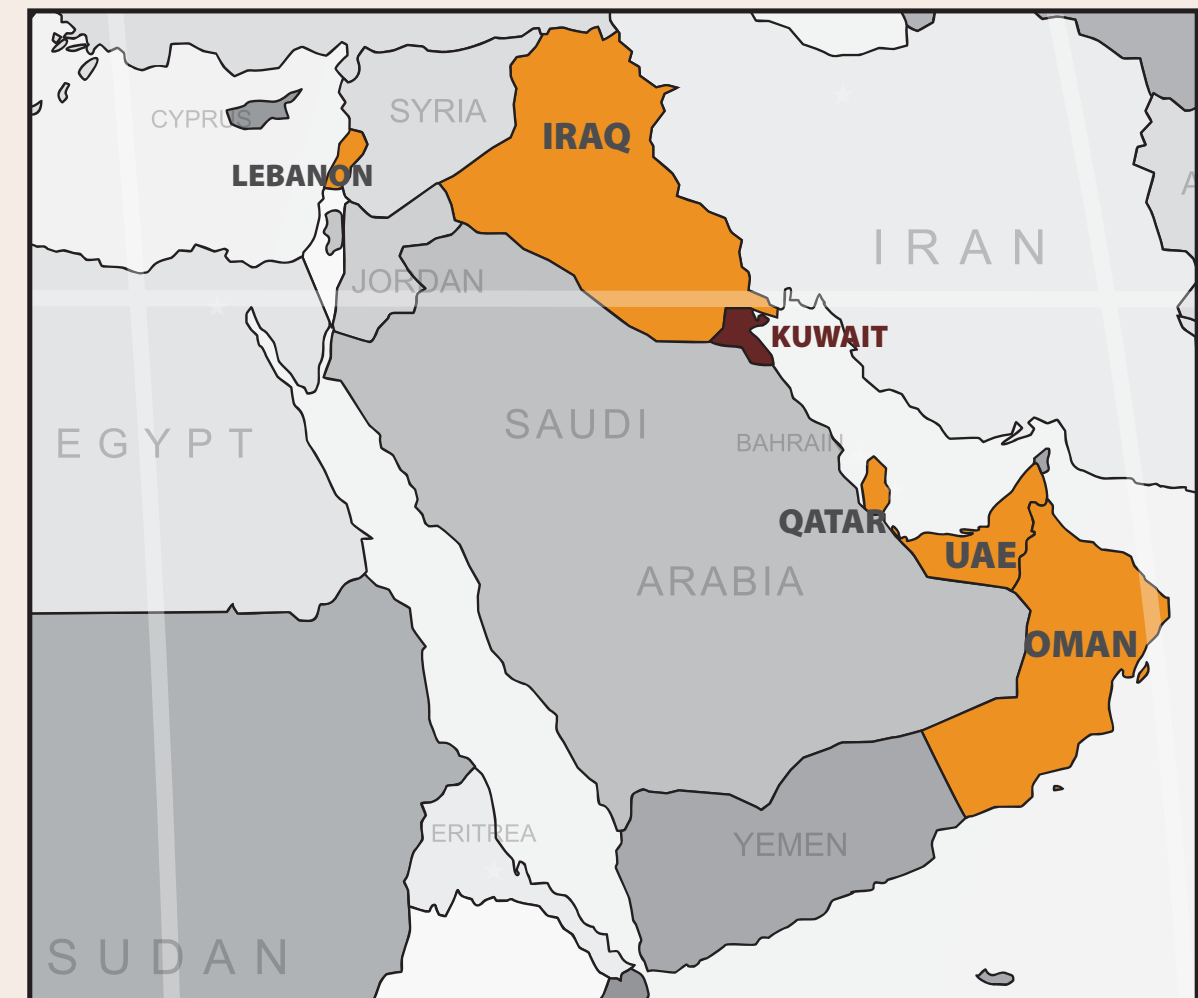 SYRIA
CYPRUS
IRAQ
LEBANON
A
IRAN
JORDAN
KUWAIT
SAUDI
EGYPT
BAHRAIN
QATAR
UAE
ARABIA
OMAN
ERITREA
YEMEN
SUDAN